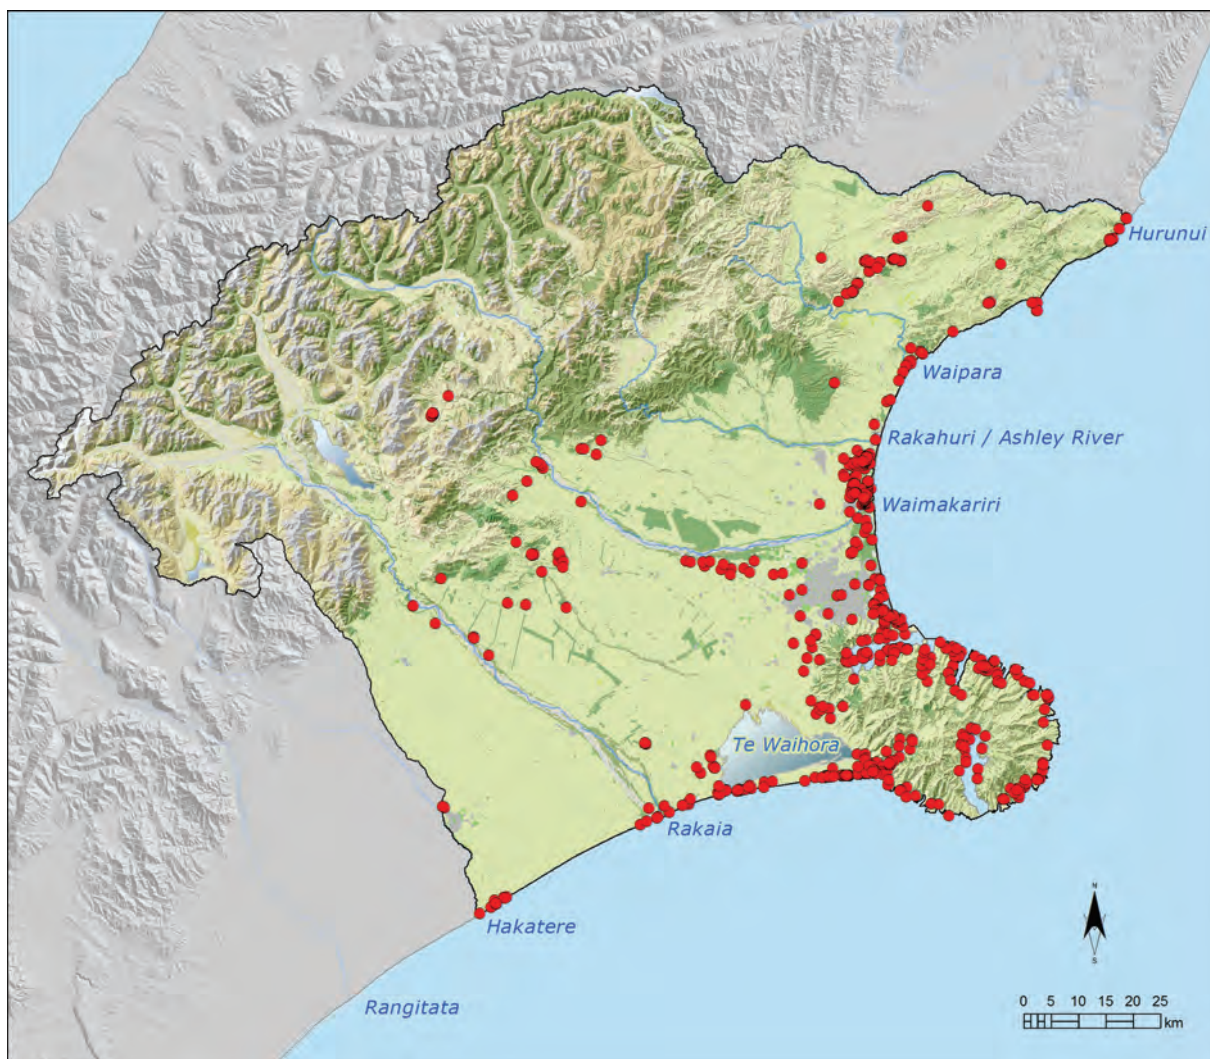 Hurunui
Waipara
Rakahuri / Ashley River
Waimakariri
Te Waihora
Rakaia
Hakatere
Rangitata
N
S
0 5 10 15 20 25
km